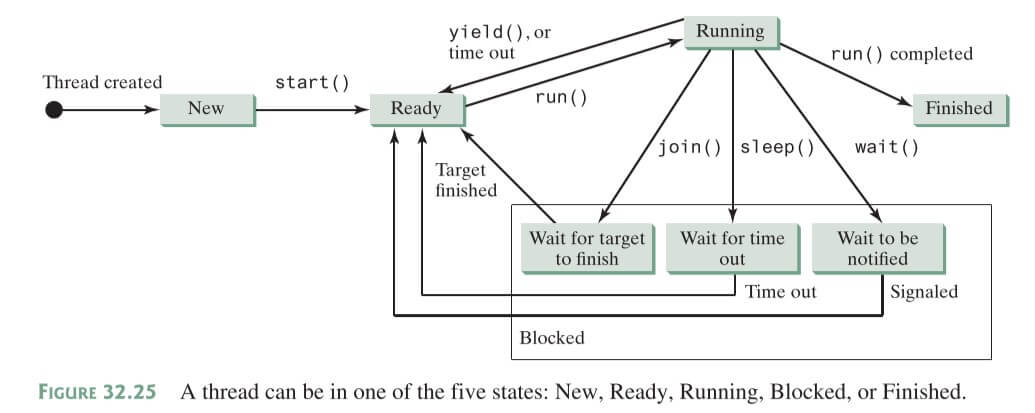 yield(), or
time out
Running
run() completed
Thread created
start()
New
Ready
run()
Finished
join()
sleep()
wait()
Target
finished
Wait for target
to finish
Wait for time
out
Wait to be
notified
Time out
Signaled
Blocked
FIGURE 32.25 A thread can be in one of the five states: New, Ready, Running, Blocked, or Finished.